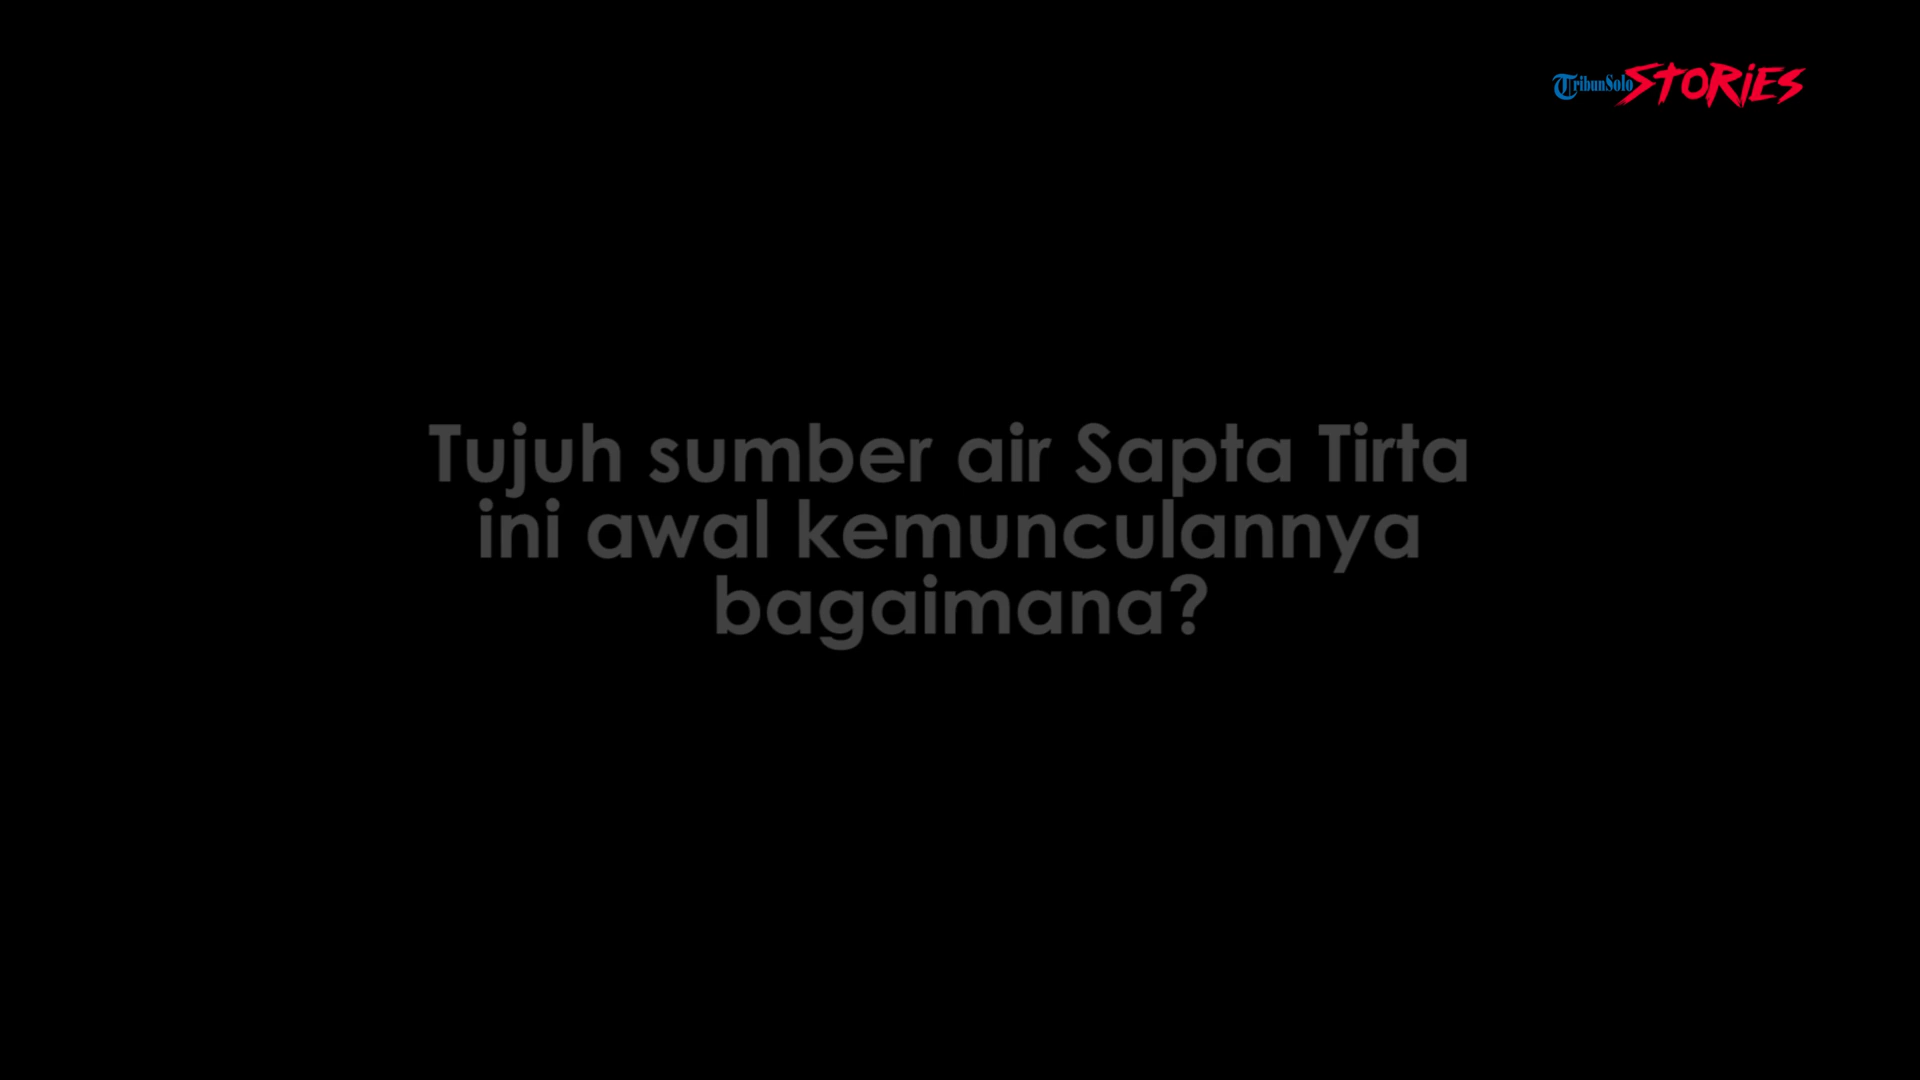 TribunSolo STORIES
Tujuh sumber air Sapta Tirta
ini awal kemunculannya
bagaimana?